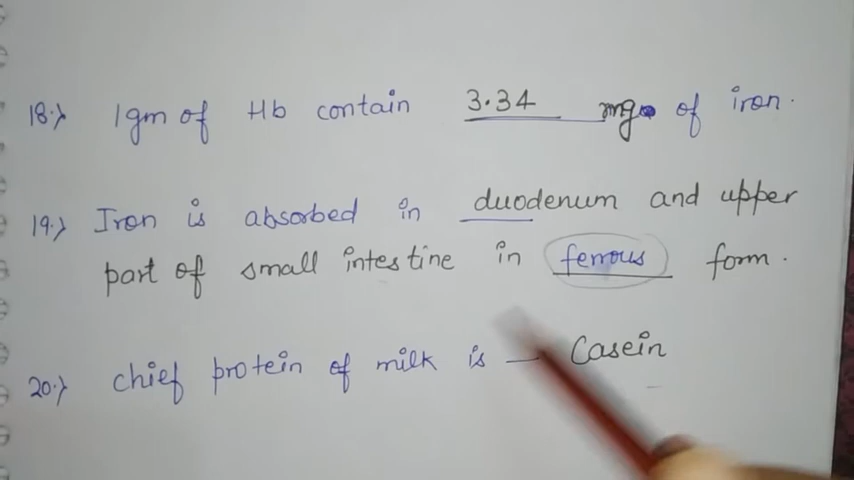 18.) 1gm of Hb contain 3.34 mg of iron.
19.) Iron is absorbed in duodenum and upper
part of small intestine in ferrous form.
20.) chief protein of milk is — Casein